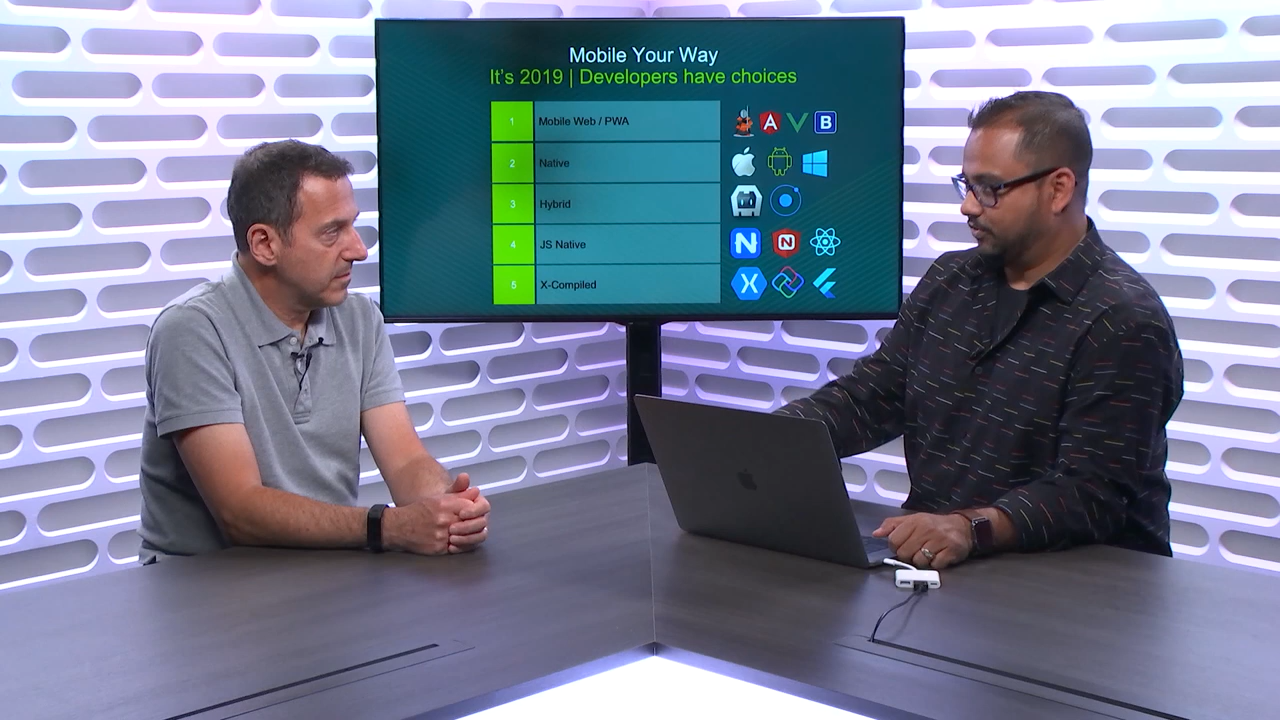 Mobile Your Way
It's 2019 | Developers have choices
1 Mobile Web / PWA
A
B
2 Native
3 Hybrid
4 JS Native
N
N
5 X-Compiled
X